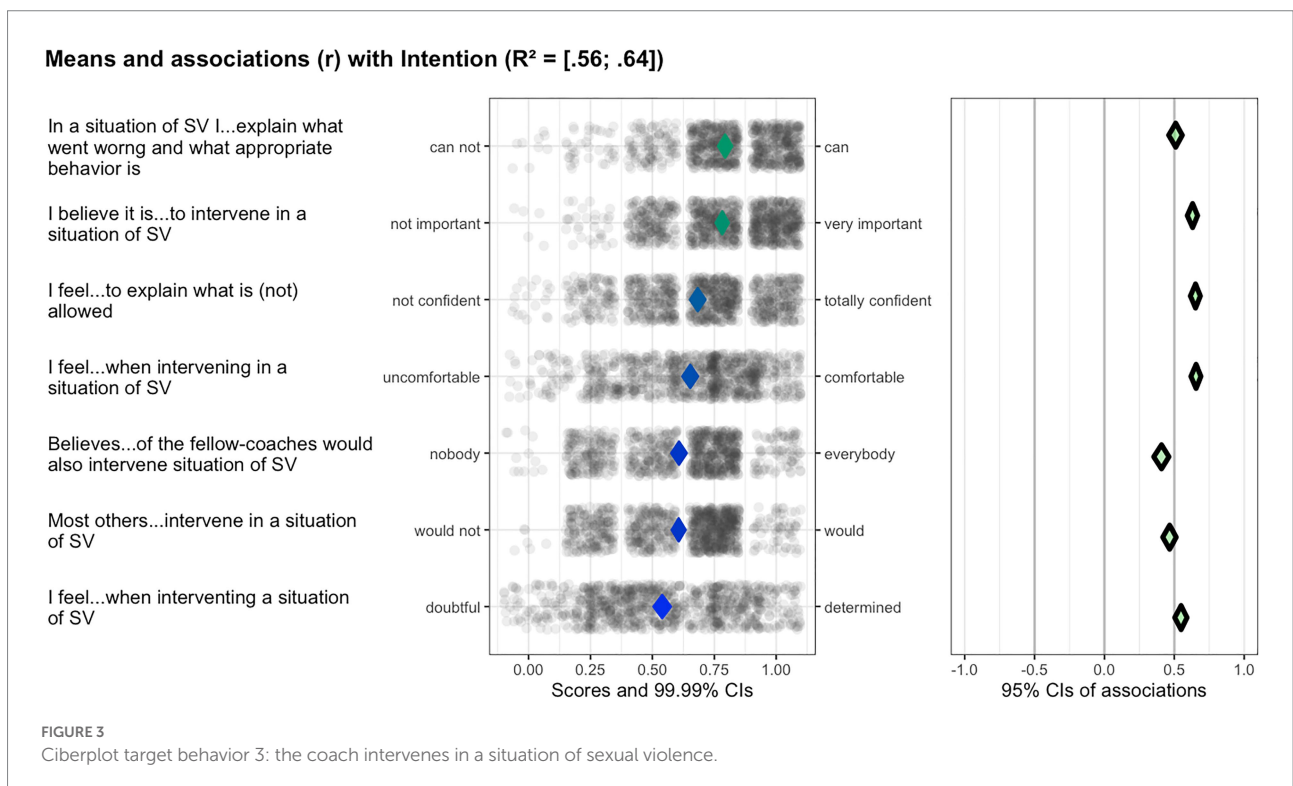 Means and associations (r) with Intention (R² = [.56; .64])
In a situation of SV I...explain what
went worng and what appropriate
behavior is
can not
can
I believe it is...to intervene in a
situation of SV
not important
very important
I feel...to explain what is (not)
allowed
not confident
totally confident
I feel...when intervening in a
situation of SV
uncomfortable
comfortable
Believes...of the fellow-coaches would
also intervene situation of SV
nobody
everybody
Most others...intervene in a situation
of SV
would not
would
I feel...when interventing a situation
of SV
doubtful
determined
0.00 0.25 0.50 0.75 1.00
Scores and 99.99% CIs
-1.0 -0.5 0.0 0.5 1.0
95% CIs of associations
FIGURE 3
Ciberplot target behavior 3: the coach intervenes in a situation of sexual violence.